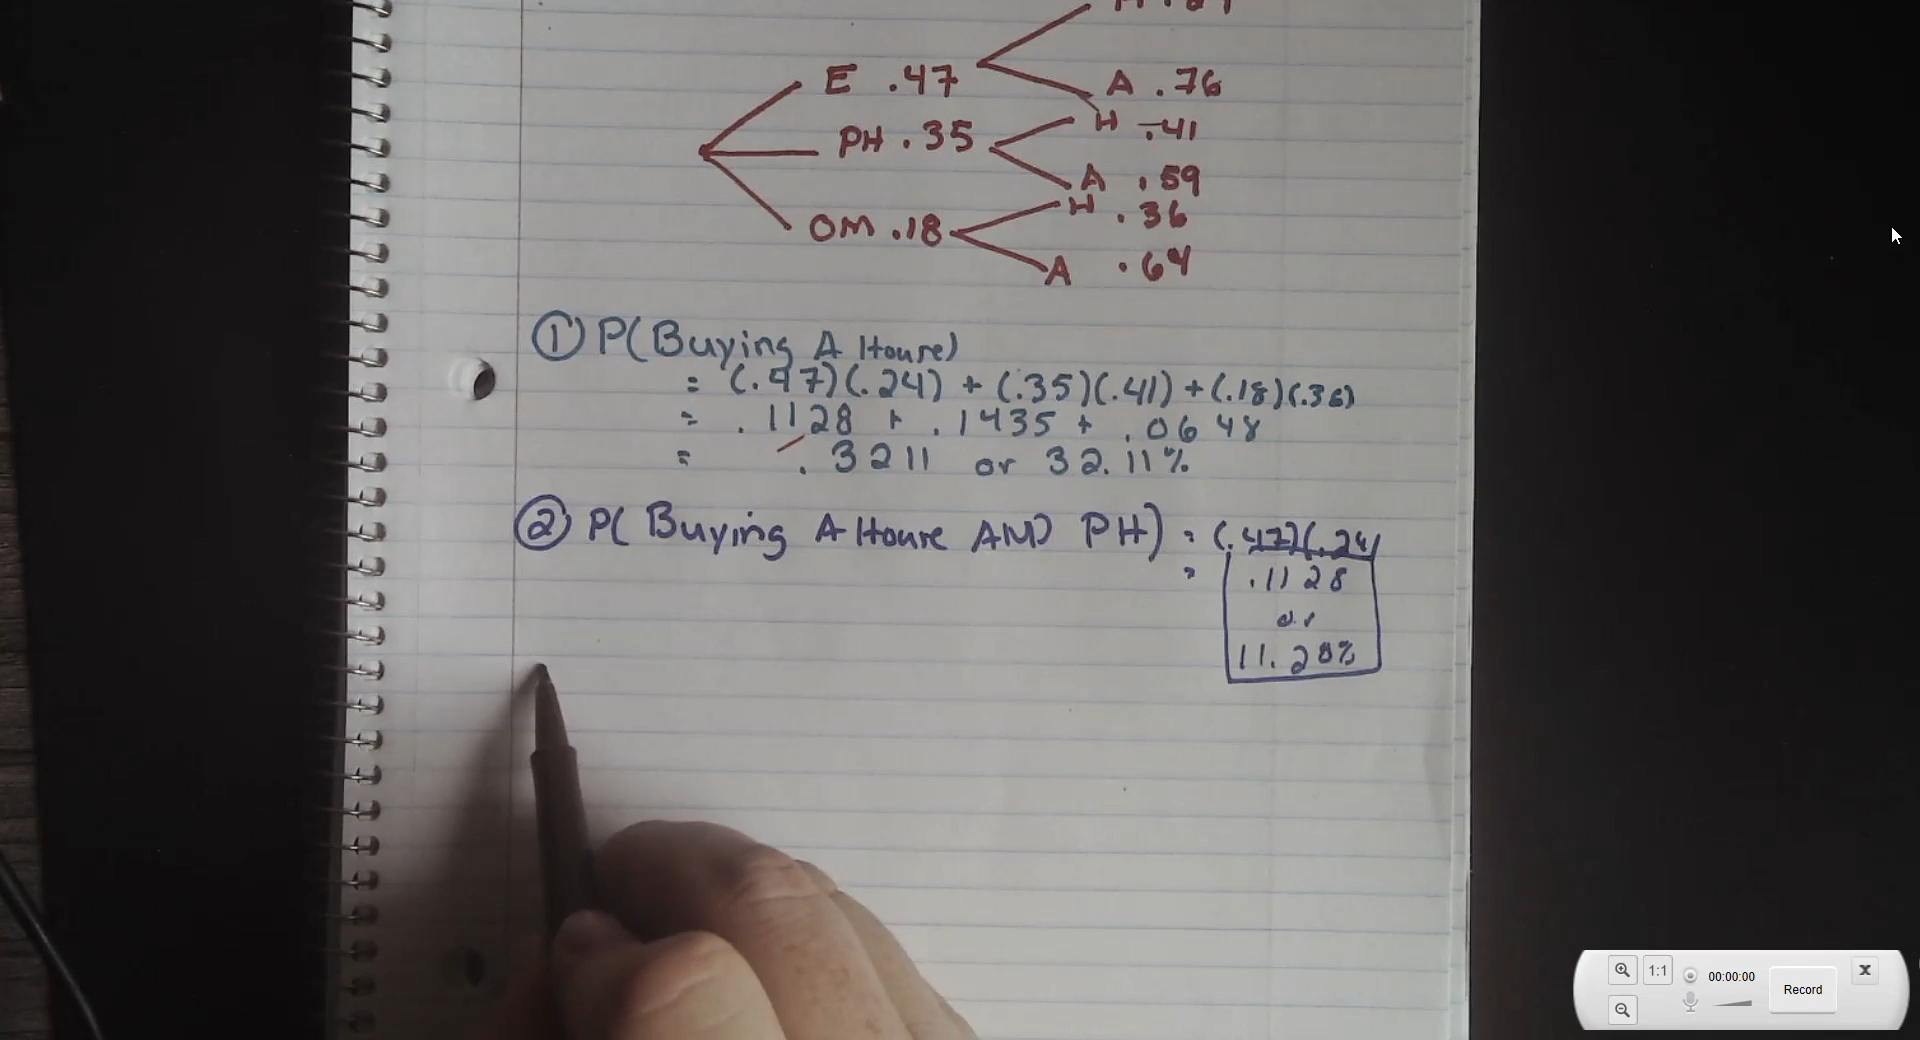 E .47
A .76
PH .35
H .41
A .59
OM .18
H .36
A .64
① P(Buying A House)
= (.47)(.24) + (.35)(.41) + (.18)(.36)
= .1128 + .1435 + .0648
= .3211 or 32.11%
② P( Buying A House AND PH) = (.47)(.24)
= .1128
or
11.28%
1:1
00:00:00
Record
X